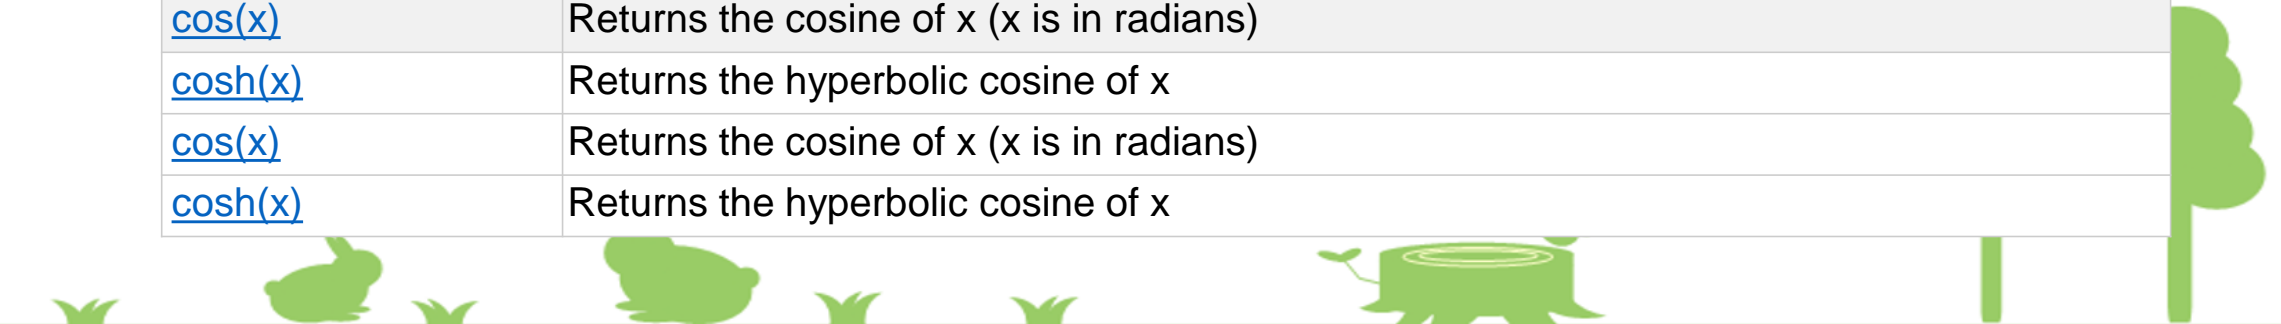 cos(x) Returns the cosine of x (x is in radians)
cosh(x) Returns the hyperbolic cosine of x
cos(x) Returns the cosine of x (x is in radians)
cosh(x) Returns the hyperbolic cosine of x